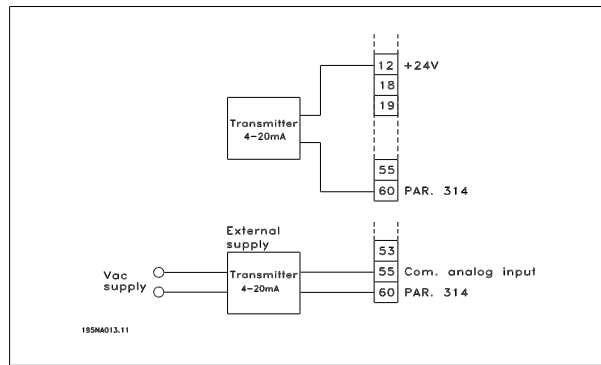 12 +24V
18
19
Transmitter
4-20mA
55
60 PAR. 314
External
supply
53
Vac
supply
Transmitter
4-20mA
55 Com. analog input
60 PAR. 314
195NA013.11